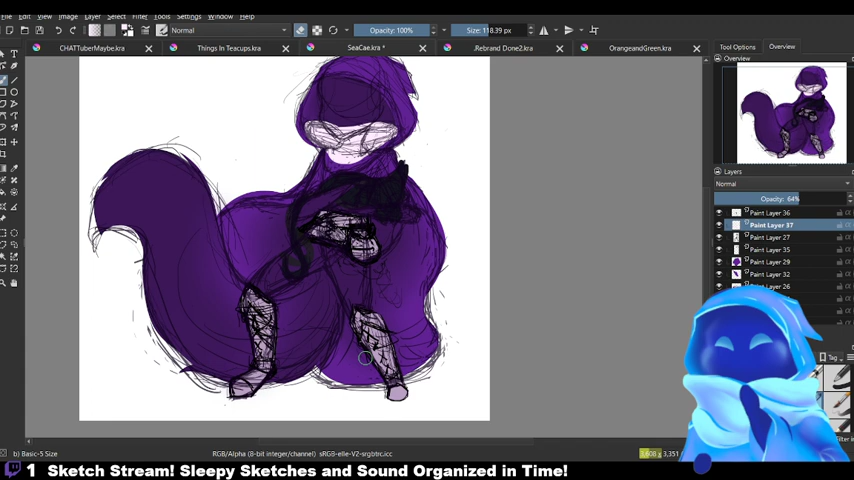 Edit View Image Layer Select Filter Tools Settings Window Help
Normal Opacity: 100% Size: 118.39 px
CHATTuberMaybe.kra Things In Teacups.kra SeaCae.kra * .Rebrand Done2.kra OrangeandGreen.kra
Tool Options Overview
Overview
Layers
Normal
Opacity: 64%
Paint Layer 36
Paint Layer 37
Paint Layer 27
Paint Layer 35
Paint Layer 29
Paint Layer 32
Paint Layer 26
Tag
b) Basic-5 Size RGB/Alpha (8-bit integer/channel) sRGB-elle-V2-srgbtrc.icc
1 Sketch Stream! Sleepy Sketches and Sound Organized in Time!